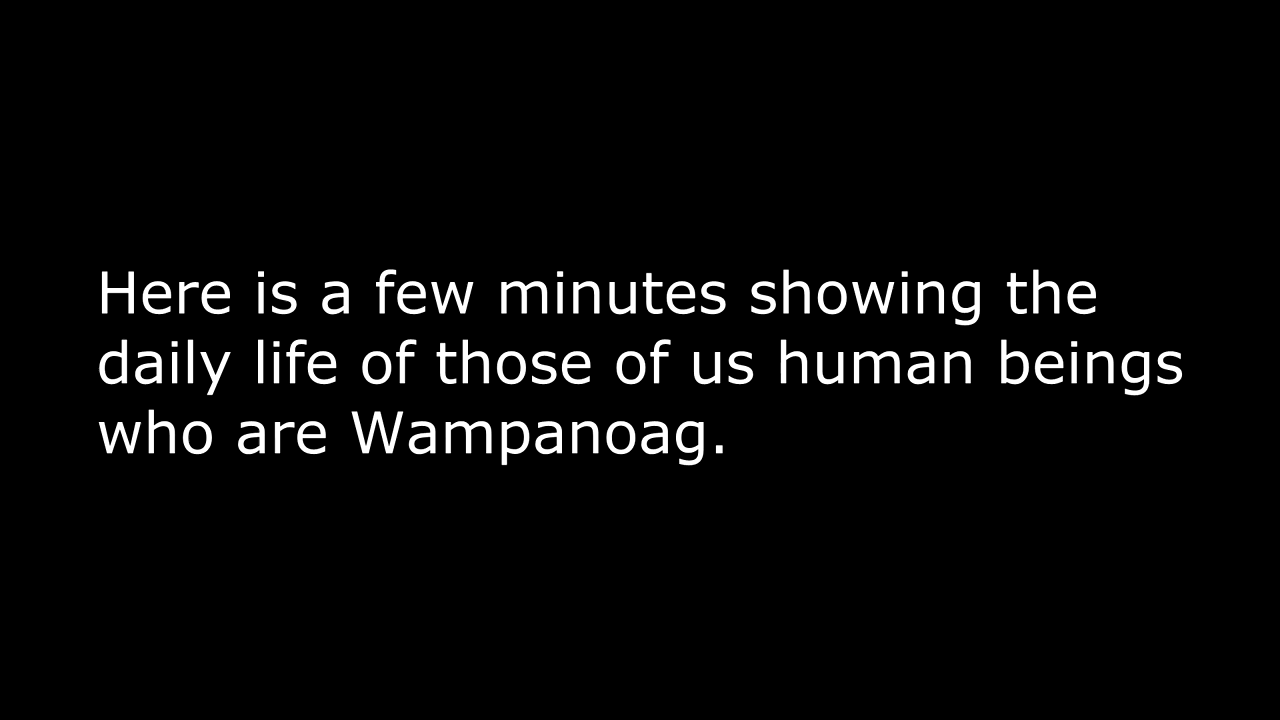 Here is a few minutes showing the
daily life of those of us human beings
who are Wampanoag.